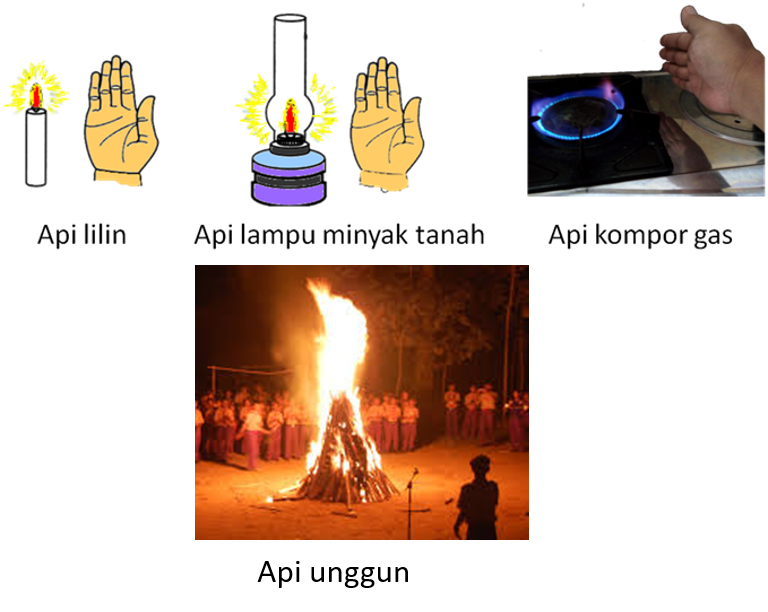 Api lilin
Api lampu minyak tanah
Api kompor gas
Api unggun